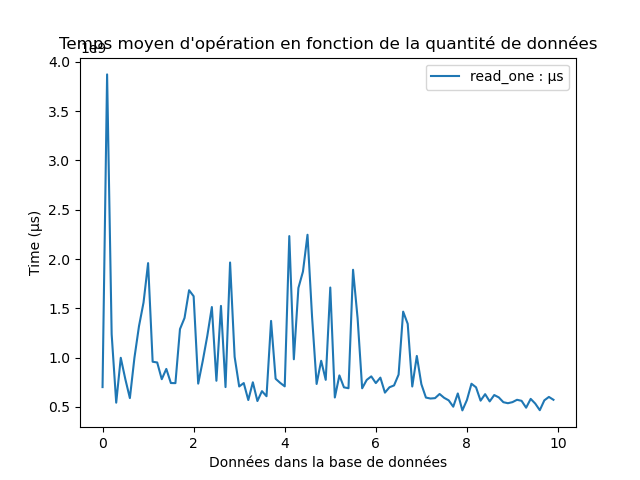 Temps moyen d'opération en fonction de la quantité de données
1e9
4.0
3.5
3.0
2.5
2.0
1.5
1.0
0.5
Time (µs)
read_one : µs
0 2 4 6 8 10
Données dans la base de données